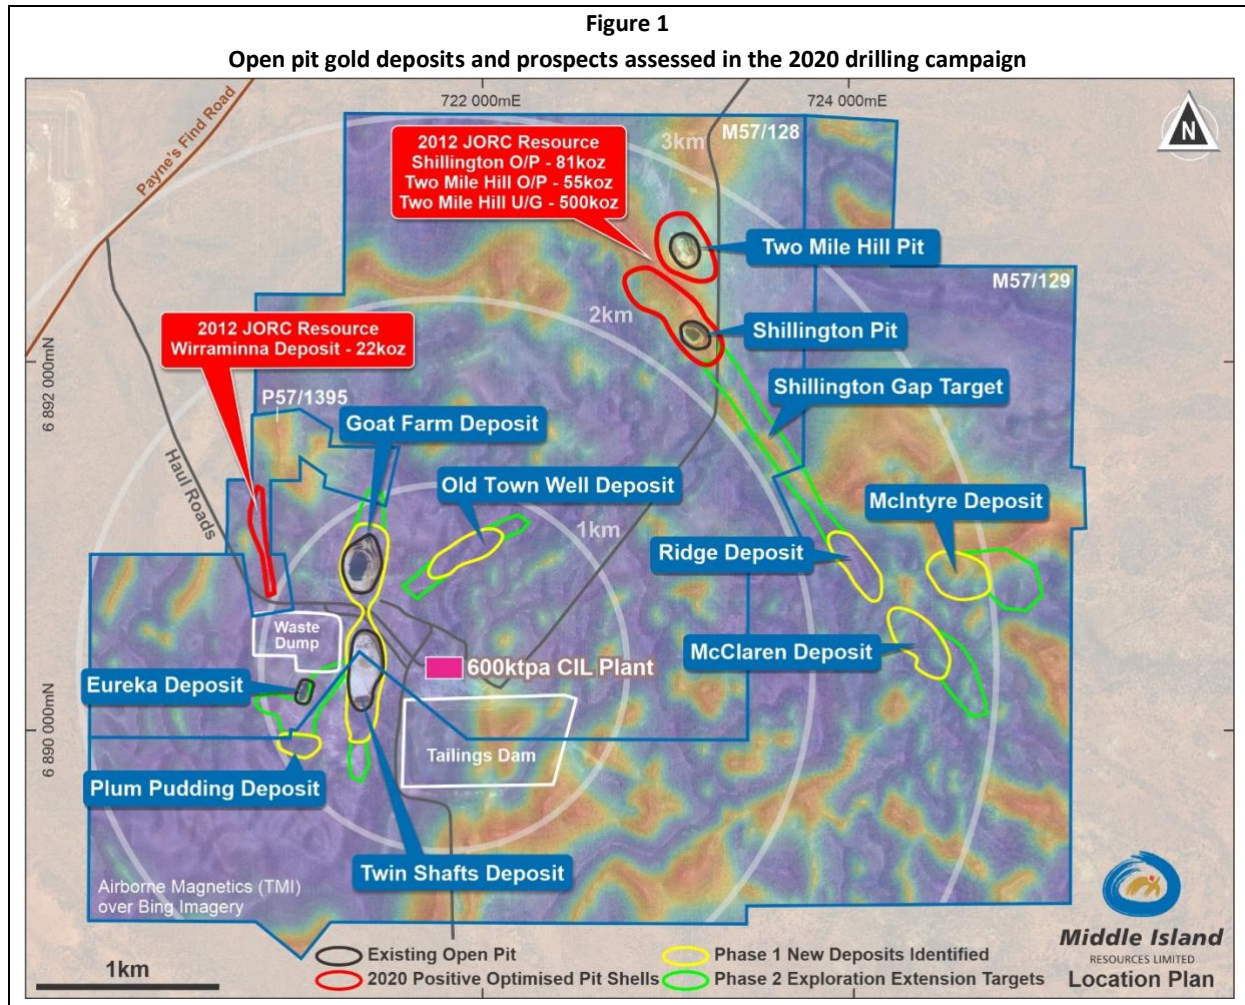 Figure 1
Open pit gold deposits and prospects assessed in the 2020 drilling campaign
722 000mE
724 000mE
Payne's Find Road
N
2012 JORC Resource
Shillington O/P - 81koz
Two Mile Hill O/P - 55koz
Two Mile Hill U/G - 500koz
3km
M57/128
Two Mile Hill Pit
M57/129
2km
Shillington Pit
2012 JORC Resource
Wirraminna Deposit - 22koz
6 892 000mN
Shillington Gap Target
P57/1395
Goat Farm Deposit
Haul Roads
Old Town Well Deposit
McIntyre Deposit
1km
Ridge Deposit
Waste
Dump
McClaren Deposit
600ktpa CIL Plant
Eureka Deposit
6 890 000mN
Tailings Dam
Plum Pudding Deposit
Twin Shafts Deposit
Airborne Magnetics (TMI)
over Bing Imagery
Middle Island
RESOURCES LIMITED
Location Plan
1km
Existing Open Pit
Phase 1 New Deposits Identified
2020 Positive Optimised Pit Shells
Phase 2 Exploration Extension Targets